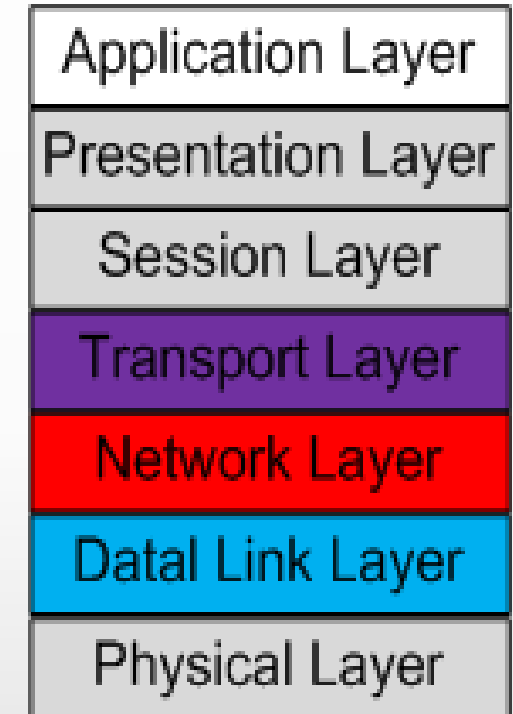 Application Layer
Presentation Layer
Session Layer
Transport Layer
Network Layer
Datal Link Layer
Physical Layer